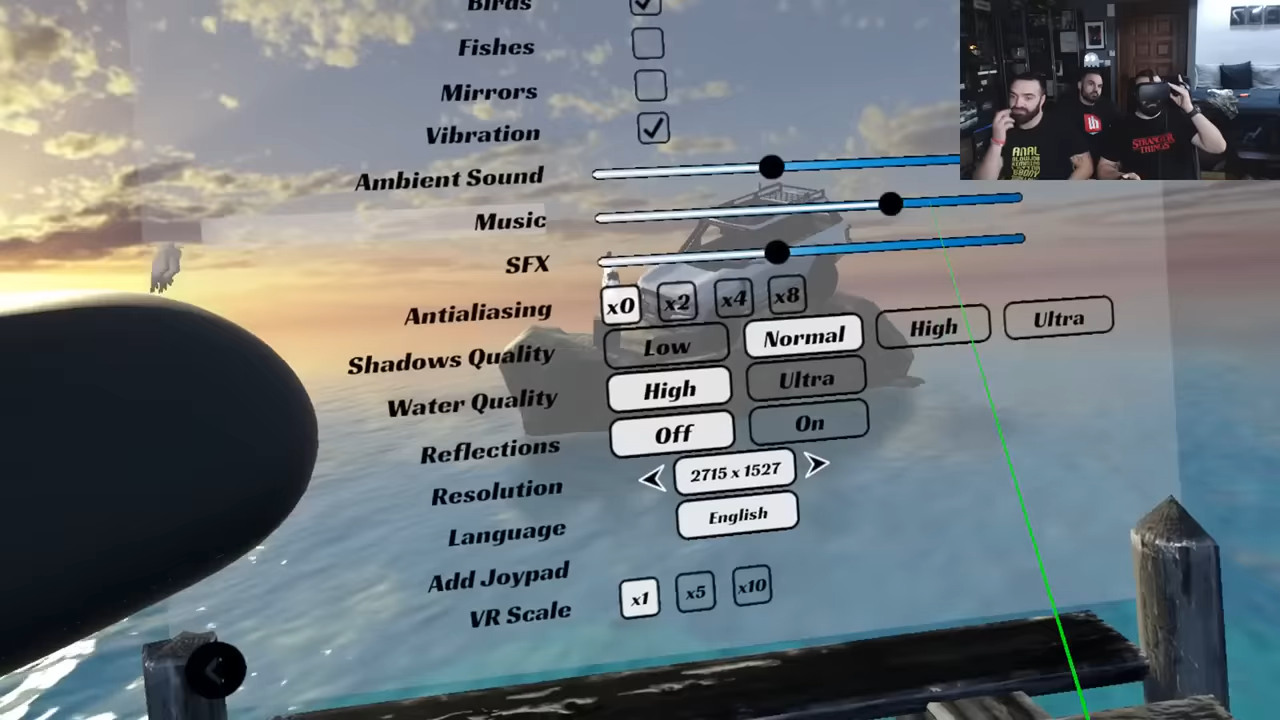 Birds
Fishes
Mirrors
Vibration
Ambient Sound
Music
SFX
Antialiasing x0 x2 x4 x8
Shadows Quality Low Normal High Ultra
Water Quality High Ultra
Reflections Off On
Resolution 2715 x 1527
Language English
Add Joypad
VR Scale x1 x5 x10
ANAL
STRANGER
THINGS